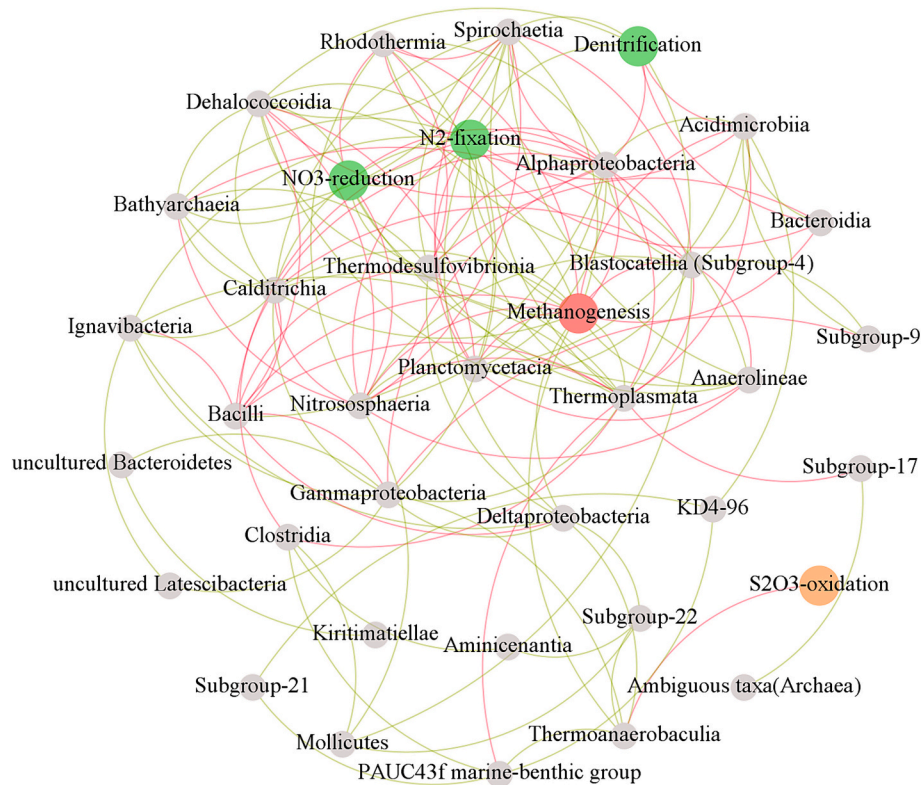 Spirochaetia
Rhodothermia
Denitrification
Dehalococcoidia
N2-fixation
Acidimicrobiia
Alphaproteobacteria
NO3-reduction
Bathyarchaeia
Bacteroidia
Thermodesulfovibrionia
Blastocatellia (Subgroup-4)
Calditrichia
Methanogenesis
Ignavibacteria
Subgroup-9
Planctomycetacia
Anaerolineae
Thermoplasmata
Nitrososphaeria
Bacilli
uncultured Bacteroidetes
Subgroup-17
Gammaproteobacteria
KD4-96
Deltaproteobacteria
Clostridia
uncultured Latescibacteria
S2O3-oxidation
Subgroup-22
Kiritimatiellae
Aminicenantia
Subgroup-21
Ambiguous taxa(Archaea)
Thermoanaerobaculia
Mollicutes
PAUC43f marine-benthic group